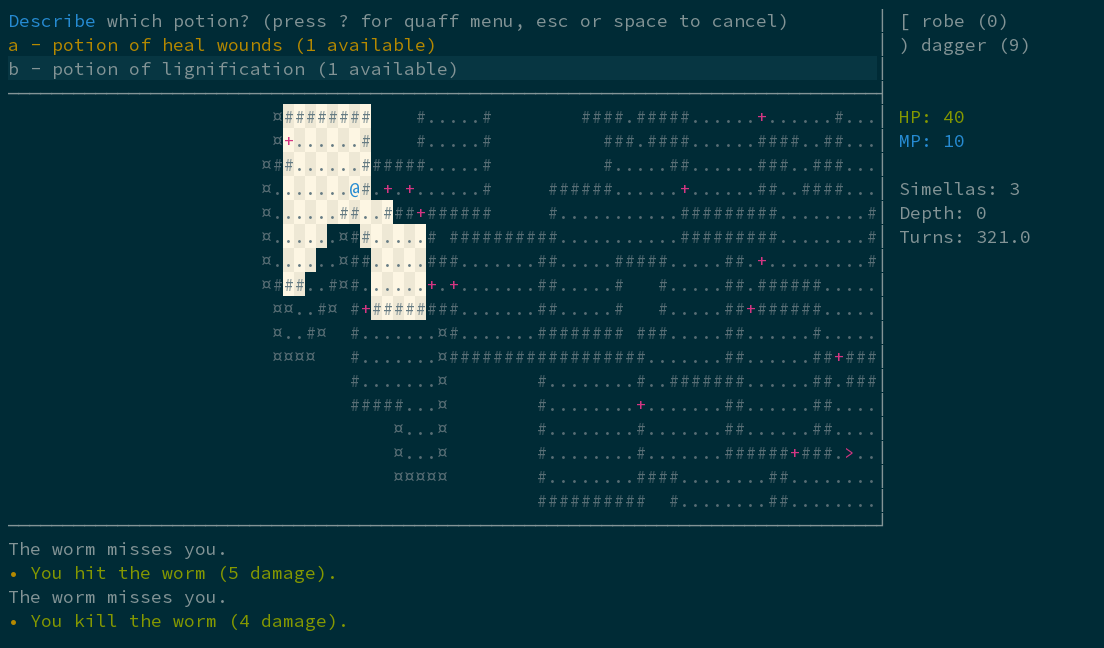 Describe which potion? (press ? for quaff menu, esc or space to cancel)
[ robe (0)
a - potion of heal wounds (1 available)
) dagger (9)
b - potion of lignification (1 available)
HP: 40
MP: 10
Simellas: 3
Depth: 0
Turns: 321.0
The worm misses you.
• You hit the worm (5 damage).
The worm misses you.
• You kill the worm (4 damage).